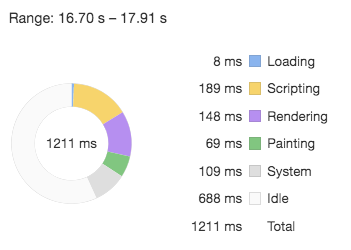 Range: 16.70 s – 17.91 s
8 ms Loading
189 ms Scripting
148 ms Rendering
1211 ms
69 ms Painting
109 ms System
688 ms Idle
1211 ms Total